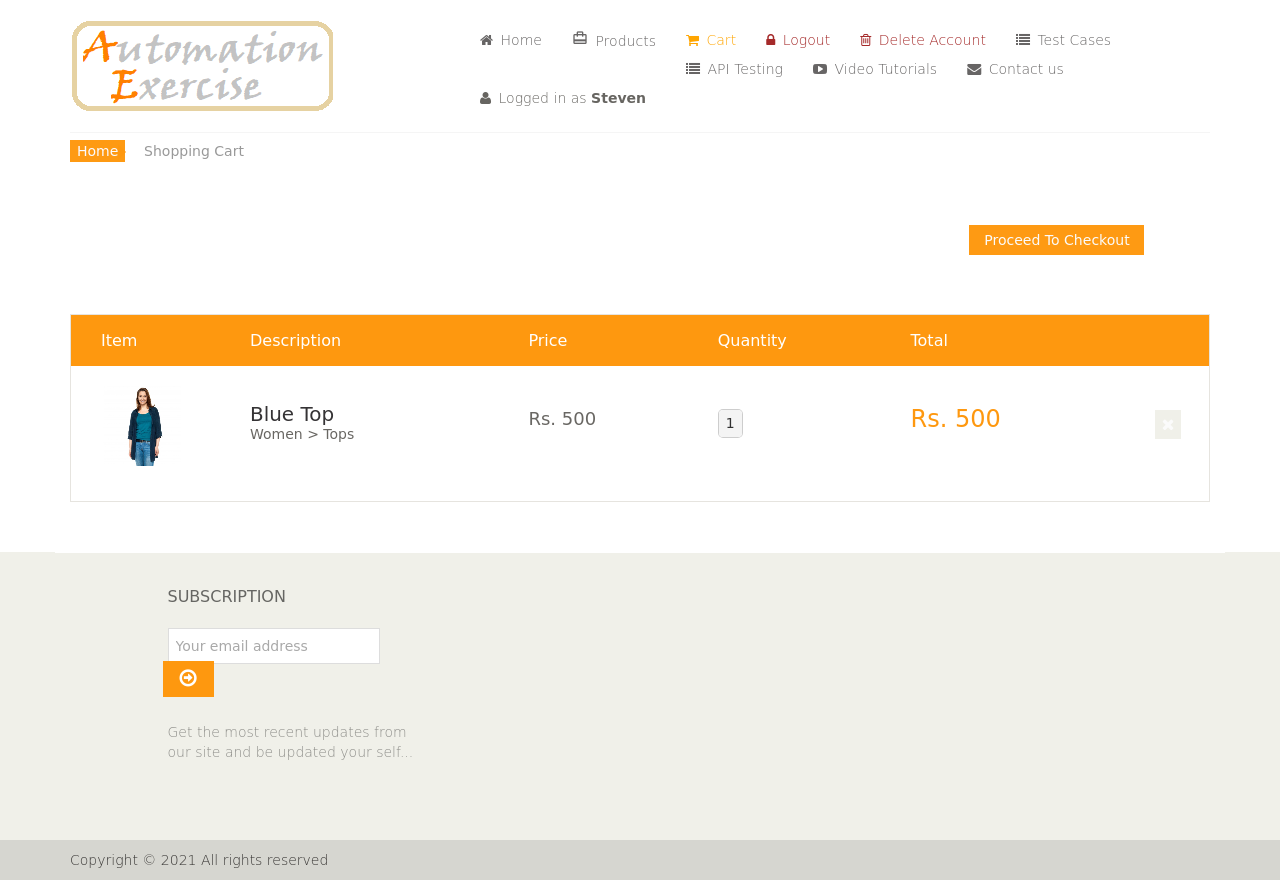 Automation
Exercise
Home Products Cart Logout Delete Account Test Cases
API Testing Video Tutorials Contact us
Logged in as Steven
Home Shopping Cart
Proceed To Checkout
Item Description Price Quantity Total
Blue Top
Women > Tops
Rs. 500
1
Rs. 500
SUBSCRIPTION
Your email address
Get the most recent updates from
our site and be updated your self...
Copyright © 2021 All rights reserved